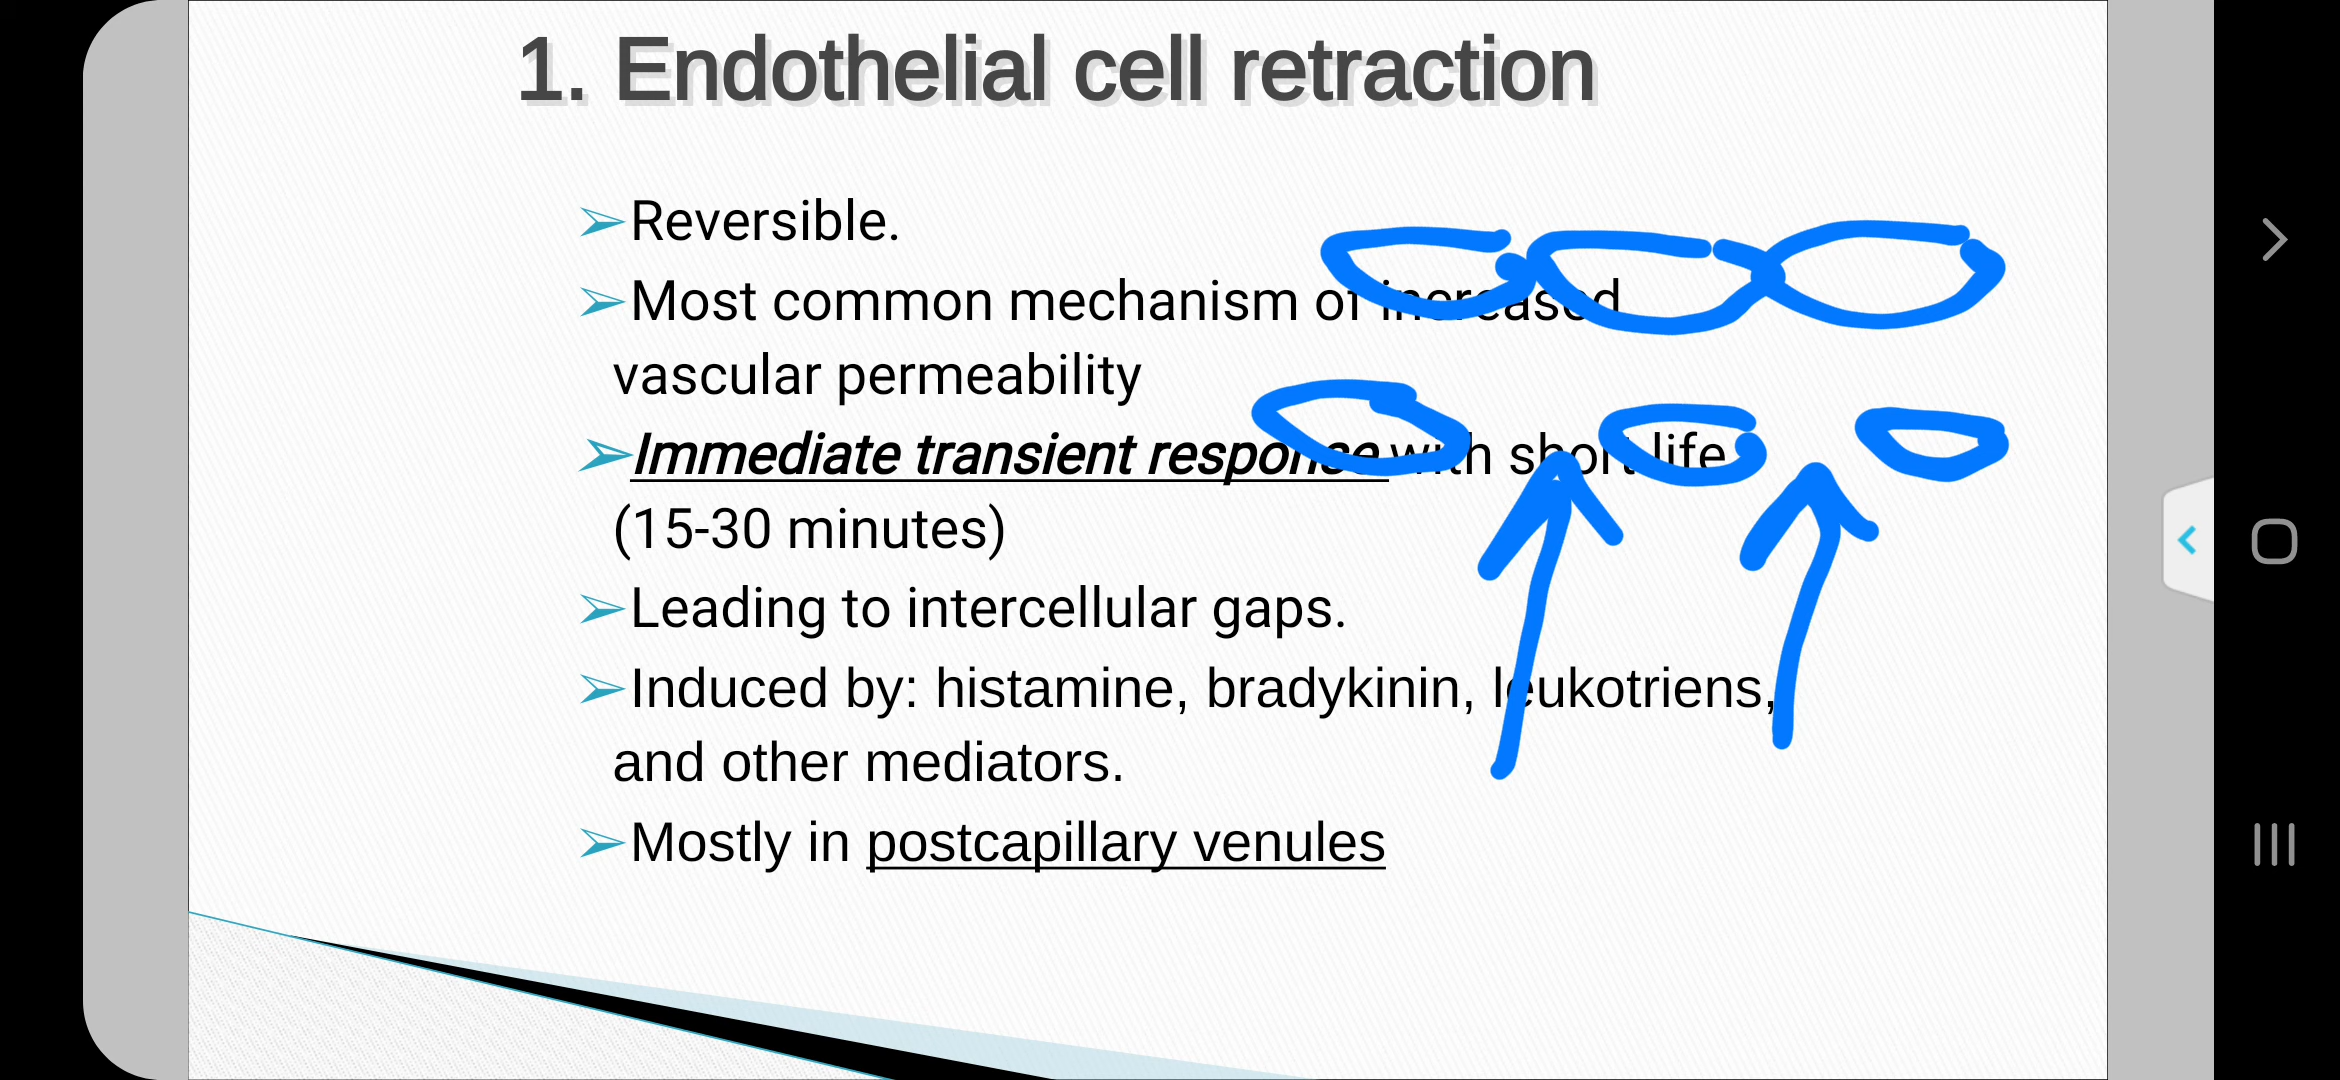 1. Endothelial cell retraction
➢Reversible.
➢Most common mechanism of increased
vascular permeability
➢Immediate transient response with short life
(15-30 minutes)
➢Leading to intercellular gaps.
➢Induced by: histamine, bradykinin, leukotriens,
and other mediators.
➢Mostly in postcapillary venules